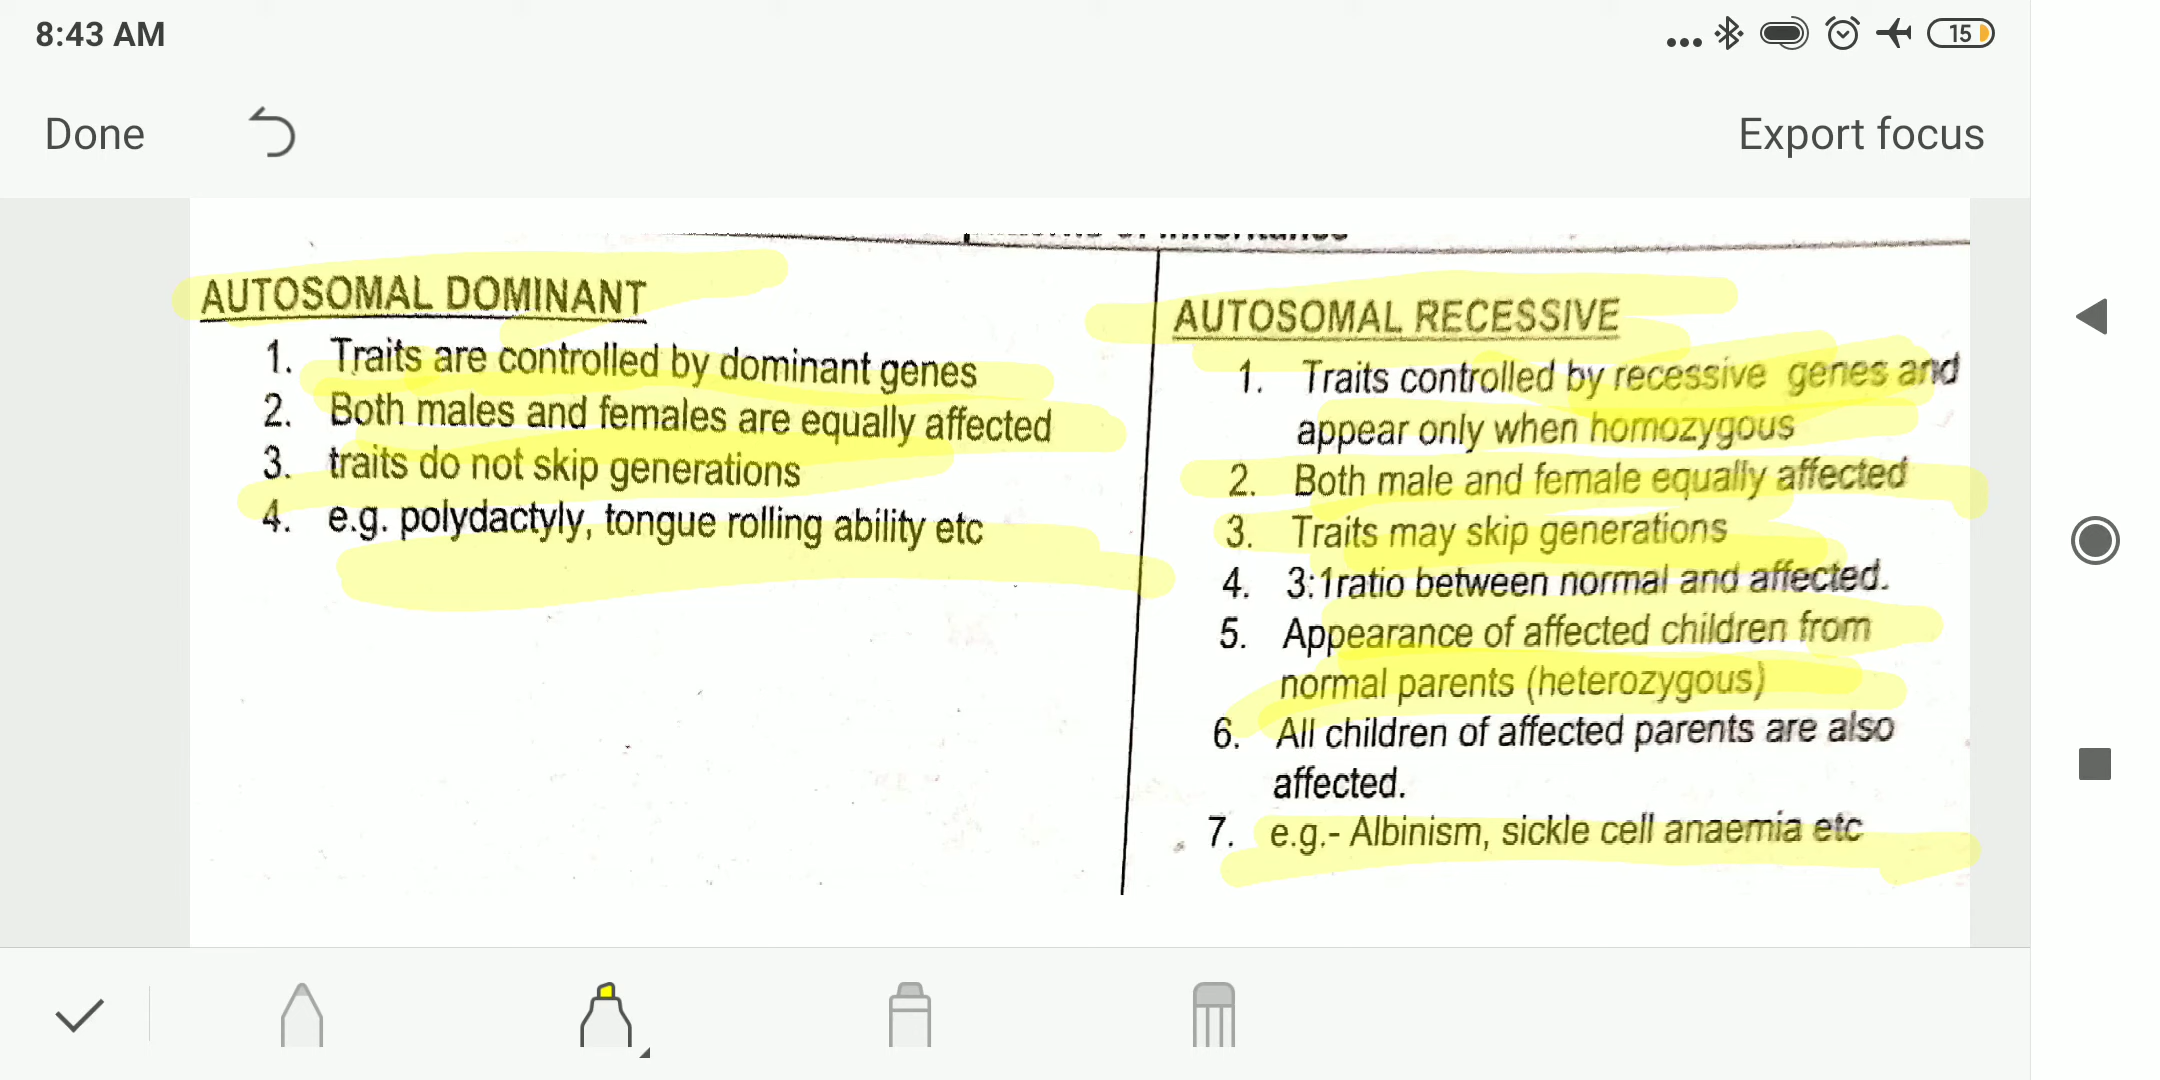 8:43 AM
15
Done
Export focus
of Inheritance
AUTOSOMAL DOMINANT
1. Traits are controlled by dominant genes
2. Both males and females are equally affected
3. traits do not skip generations
4. e.g. polydactyly, tongue rolling ability etc
AUTOSOMAL RECESSIVE
1. Traits controlled by recessive genes and
appear only when homozygous
2. Both male and female equally affected
3. Traits may skip generations
4. 3:1ratio between normal and affected.
5. Appearance of affected children from
normal parents (heterozygous)
6. All children of affected parents are also
affected.
7. e.g.- Albinism, sickle cell anaemia etc